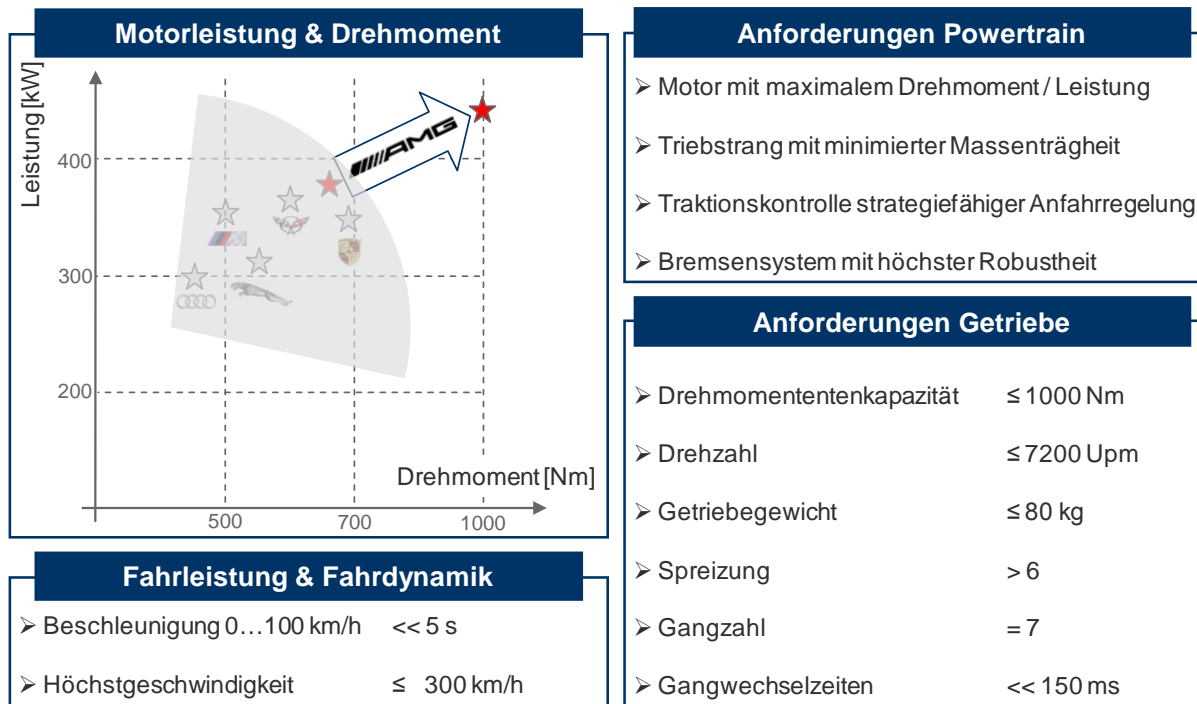 Motorleistung & Drehmoment
Leistung [kW]
400
300
200
AMG
M
Drehmoment [Nm]
500
700
1000
Fahrleistung & Fahrdynamik
➢ Beschleunigung 0…100 km/h << 5 s
➢ Höchstgeschwindigkeit ≤ 300 km/h
Anforderungen Powertrain
➢ Motor mit maximalem Drehmoment / Leistung
➢ Triebstrang mit minimierter Massenträgheit
➢ Traktionskontrolle strategiefähiger Anfahrregelung
➢ Bremsensystem mit höchster Robustheit
Anforderungen Getriebe
➢ Drehmomententenkapazität ≤ 1000 Nm
➢ Drehzahl ≤ 7200 Upm
➢ Getriebegewicht ≤ 80 kg
➢ Spreizung > 6
➢ Gangzahl = 7
➢ Gangwechselzeiten << 150 ms